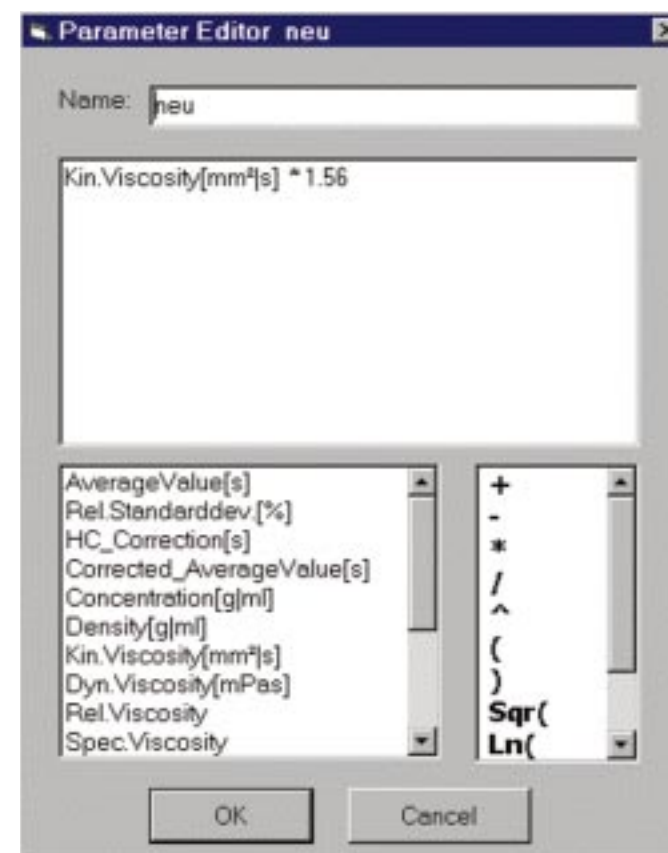 Parameter Editor neu
Name: neu
Kin.Viscosity[mm²|s] *1.56
AverageValue[s]
Rel.Standarddev.[%]
HC_Correction[s]
Corrected_AverageValue[s]
Concentration[g|ml]
Density[g|ml]
Kin.Viscosity[mm²|s]
Dyn.Viscosity[mPas]
Rel.Viscosity
Spec.Viscosity
+
-
*
/
^
(
)
Sqr(
Ln(
OK
Cancel